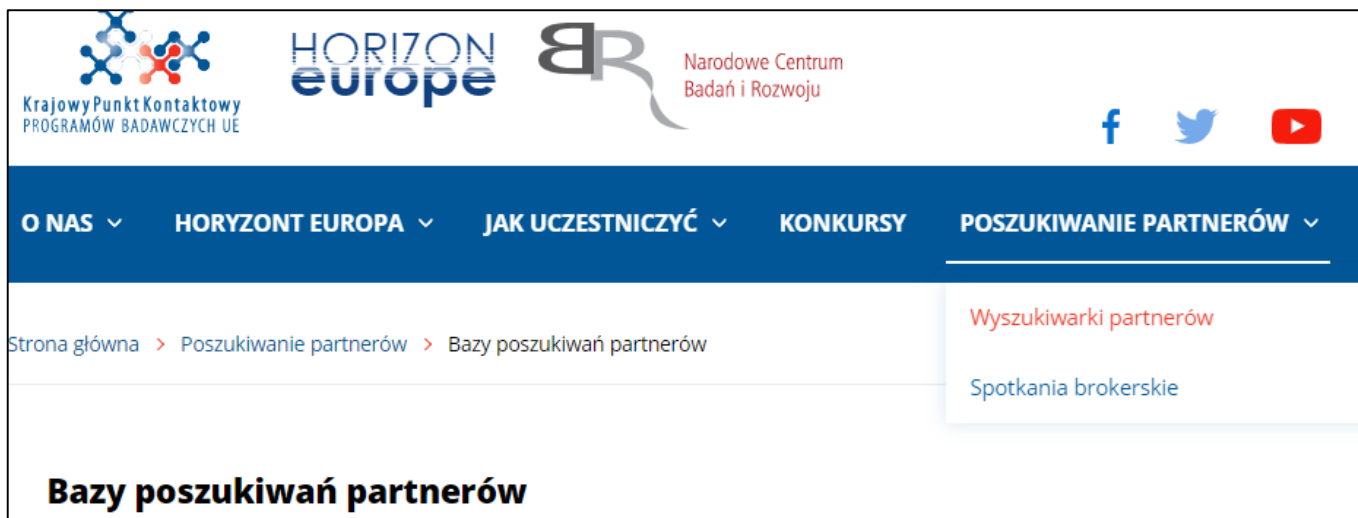 Krajowy Punkt Kontaktowy
PROGRAMÓW BADAWCZYCH UE
HORIZON
europe
BR
Narodowe Centrum
Badań i Rozwoju
O NAS
HORYZONT EUROPA
JAK UCZESTNICZYĆ
KONKURSY
POSZUKIWANIE PARTNERÓW
Wyszukiwarki partnerów
Spotkania brokerskie
Strona główna > Poszukiwanie partnerów > Bazy poszukiwań partnerów
Bazy poszukiwań partnerów